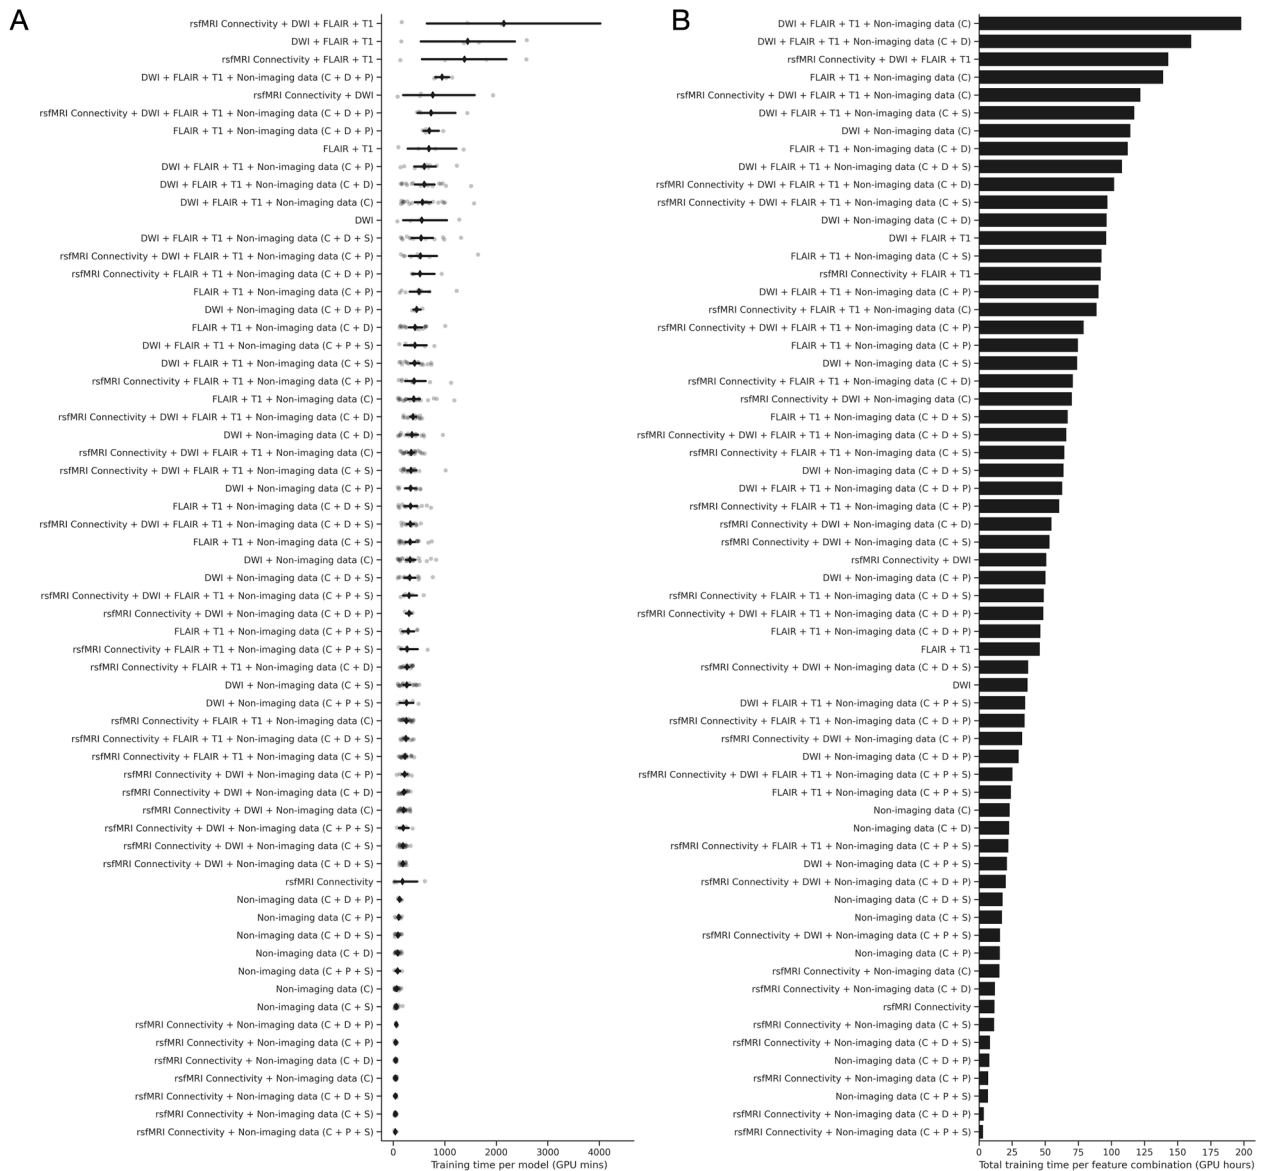 A
rsfMRI Connectivity + DWI + FLAIR + T1
DWI + FLAIR + T1
rsfMRI Connectivity + FLAIR + T1
DWI + FLAIR + T1 + Non-imaging data (C + D + P)
rsfMRI Connectivity + DWI
rsfMRI Connectivity + DWI + FLAIR + T1 + Non-imaging data (C + D + P)
FLAIR + T1 + Non-imaging data (C + D + P)
FLAIR + T1
DWI + FLAIR + T1 + Non-imaging data (C + P)
DWI + FLAIR + T1 + Non-imaging data (C + D)
DWI + FLAIR + T1 + Non-imaging data (C)
DWI
DWI + FLAIR + T1 + Non-imaging data (C + D + S)
rsfMRI Connectivity + DWI + FLAIR + T1 + Non-imaging data (C + P)
rsfMRI Connectivity + FLAIR + T1 + Non-imaging data (C + D + P)
FLAIR + T1 + Non-imaging data (C + P)
DWI + Non-imaging data (C + D + P)
FLAIR + T1 + Non-imaging data (C + D)
DWI + FLAIR + T1 + Non-imaging data (C + P + S)
DWI + FLAIR + T1 + Non-imaging data (C + S)
rsfMRI Connectivity + FLAIR + T1 + Non-imaging data (C + P)
FLAIR + T1 + Non-imaging data (C)
rsfMRI Connectivity + DWI + FLAIR + T1 + Non-imaging data (C + D)
DWI + Non-imaging data (C + D)
rsfMRI Connectivity + DWI + FLAIR + T1 + Non-imaging data (C)
rsfMRI Connectivity + DWI + FLAIR + T1 + Non-imaging data (C + S)
DWI + Non-imaging data (C + P)
FLAIR + T1 + Non-imaging data (C + D + S)
rsfMRI Connectivity + DWI + FLAIR + T1 + Non-imaging data (C + D + S)
FLAIR + T1 + Non-imaging data (C + S)
DWI + Non-imaging data (C)
DWI + Non-imaging data (C + D + S)
rsfMRI Connectivity + DWI + FLAIR + T1 + Non-imaging data (C + P + S)
rsfMRI Connectivity + DWI + Non-imaging data (C + D + P)
FLAIR + T1 + Non-imaging data (C + P + S)
rsfMRI Connectivity + FLAIR + T1 + Non-imaging data (C + P + S)
rsfMRI Connectivity + FLAIR + T1 + Non-imaging data (C + D)
DWI + Non-imaging data (C + S)
DWI + Non-imaging data (C + P + S)
rsfMRI Connectivity + FLAIR + T1 + Non-imaging data (C)
rsfMRI Connectivity + FLAIR + T1 + Non-imaging data (C + D + S)
rsfMRI Connectivity + FLAIR + T1 + Non-imaging data (C + S)
rsfMRI Connectivity + DWI + Non-imaging data (C + P)
rsfMRI Connectivity + DWI + Non-imaging data (C + D)
rsfMRI Connectivity + DWI + Non-imaging data (C)
rsfMRI Connectivity + DWI + Non-imaging data (C + P + S)
rsfMRI Connectivity + DWI + Non-imaging data (C + S)
rsfMRI Connectivity + DWI + Non-imaging data (C + D + S)
rsfMRI Connectivity
Non-imaging data (C + D + P)
Non-imaging data (C + P)
Non-imaging data (C + D + S)
Non-imaging data (C + D)
Non-imaging data (C + P + S)
Non-imaging data (C)
Non-imaging data (C + S)
rsfMRI Connectivity + Non-imaging data (C + D + P)
rsfMRI Connectivity + Non-imaging data (C + P)
rsfMRI Connectivity + Non-imaging data (C + D)
rsfMRI Connectivity + Non-imaging data (C)
rsfMRI Connectivity + Non-imaging data (C + D + S)
rsfMRI Connectivity + Non-imaging data (C + S)
rsfMRI Connectivity + Non-imaging data (C + P + S)
0 1000 2000 3000 4000
Training time per model (GPU mins)
B
DWI + FLAIR + T1 + Non-imaging data (C)
DWI + FLAIR + T1 + Non-imaging data (C + D)
rsfMRI Connectivity + DWI + FLAIR + T1
FLAIR + T1 + Non-imaging data (C)
rsfMRI Connectivity + DWI + FLAIR + T1 + Non-imaging data (C)
DWI + FLAIR + T1 + Non-imaging data (C + S)
DWI + Non-imaging data (C)
FLAIR + T1 + Non-imaging data (C + D)
DWI + FLAIR + T1 + Non-imaging data (C + D + S)
rsfMRI Connectivity + DWI + FLAIR + T1 + Non-imaging data (C + D)
rsfMRI Connectivity + DWI + FLAIR + T1 + Non-imaging data (C + S)
DWI + Non-imaging data (C + D)
DWI + FLAIR + T1
FLAIR + T1 + Non-imaging data (C + S)
rsfMRI Connectivity + FLAIR + T1
DWI + FLAIR + T1 + Non-imaging data (C + P)
rsfMRI Connectivity + FLAIR + T1 + Non-imaging data (C)
rsfMRI Connectivity + DWI + FLAIR + T1 + Non-imaging data (C + P)
FLAIR + T1 + Non-imaging data (C + P)
DWI + Non-imaging data (C + S)
rsfMRI Connectivity + FLAIR + T1 + Non-imaging data (C + D)
rsfMRI Connectivity + DWI + Non-imaging data (C)
FLAIR + T1 + Non-imaging data (C + D + S)
rsfMRI Connectivity + DWI + FLAIR + T1 + Non-imaging data (C + D + S)
rsfMRI Connectivity + FLAIR + T1 + Non-imaging data (C + S)
DWI + Non-imaging data (C + D + S)
DWI + FLAIR + T1 + Non-imaging data (C + D + P)
rsfMRI Connectivity + FLAIR + T1 + Non-imaging data (C + P)
rsfMRI Connectivity + DWI + Non-imaging data (C + D)
rsfMRI Connectivity + DWI + Non-imaging data (C + S)
rsfMRI Connectivity + DWI
DWI + Non-imaging data (C + P)
rsfMRI Connectivity + FLAIR + T1 + Non-imaging data (C + D + S)
rsfMRI Connectivity + DWI + FLAIR + T1 + Non-imaging data (C + D + P)
FLAIR + T1 + Non-imaging data (C + D + P)
FLAIR + T1
rsfMRI Connectivity + DWI + Non-imaging data (C + D + S)
DWI
DWI + FLAIR + T1 + Non-imaging data (C + P + S)
rsfMRI Connectivity + FLAIR + T1 + Non-imaging data (C + D + P)
rsfMRI Connectivity + DWI + Non-imaging data (C + P)
DWI + Non-imaging data (C + D + P)
rsfMRI Connectivity + DWI + FLAIR + T1 + Non-imaging data (C + P + S)
FLAIR + T1 + Non-imaging data (C + P + S)
Non-imaging data (C)
Non-imaging data (C + D)
rsfMRI Connectivity + FLAIR + T1 + Non-imaging data (C + P + S)
DWI + Non-imaging data (C + P + S)
rsfMRI Connectivity + DWI + Non-imaging data (C + D + P)
Non-imaging data (C + D + S)
Non-imaging data (C + S)
rsfMRI Connectivity + DWI + Non-imaging data (C + P + S)
Non-imaging data (C + P)
rsfMRI Connectivity + Non-imaging data (C)
rsfMRI Connectivity + Non-imaging data (C + D)
rsfMRI Connectivity
rsfMRI Connectivity + Non-imaging data (C + S)
rsfMRI Connectivity + Non-imaging data (C + D + S)
Non-imaging data (C + D + P)
rsfMRI Connectivity + Non-imaging data (C + P)
Non-imaging data (C + P + S)
rsfMRI Connectivity + Non-imaging data (C + D + P)
rsfMRI Connectivity + Non-imaging data (C + P + S)
0 25 50 75 100 125 150 175 200
Total training time per feature combination (GPU hours)